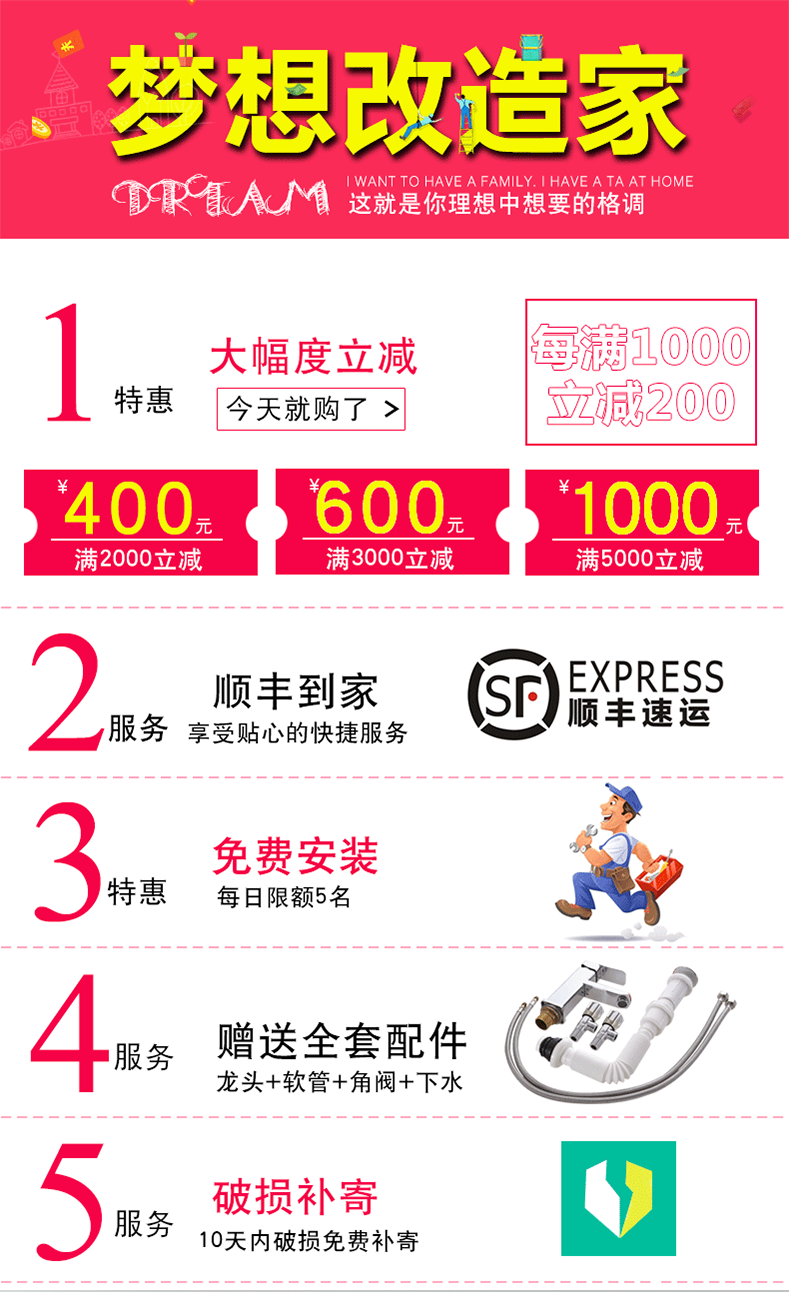 梦想改造家
DREAM
I WANT TO HAVE A FAMILY. I HAVE A TA AT HOME
这就是你理想中想要的格调
1
特惠
大幅度立减
今天就购了 >
每满1000
立减200
¥400元
满2000立减
¥600元
满3000立减
¥1000元
满5000立减
2
服务
顺丰到家
享受贴心的快捷服务
SF
EXPRESS
顺丰速运
3
特惠
免费安装
每日限额5名
4
服务
赠送全套配件
龙头+软管+角阀+下水
5
服务
破损补寄
10天内破损免费补寄